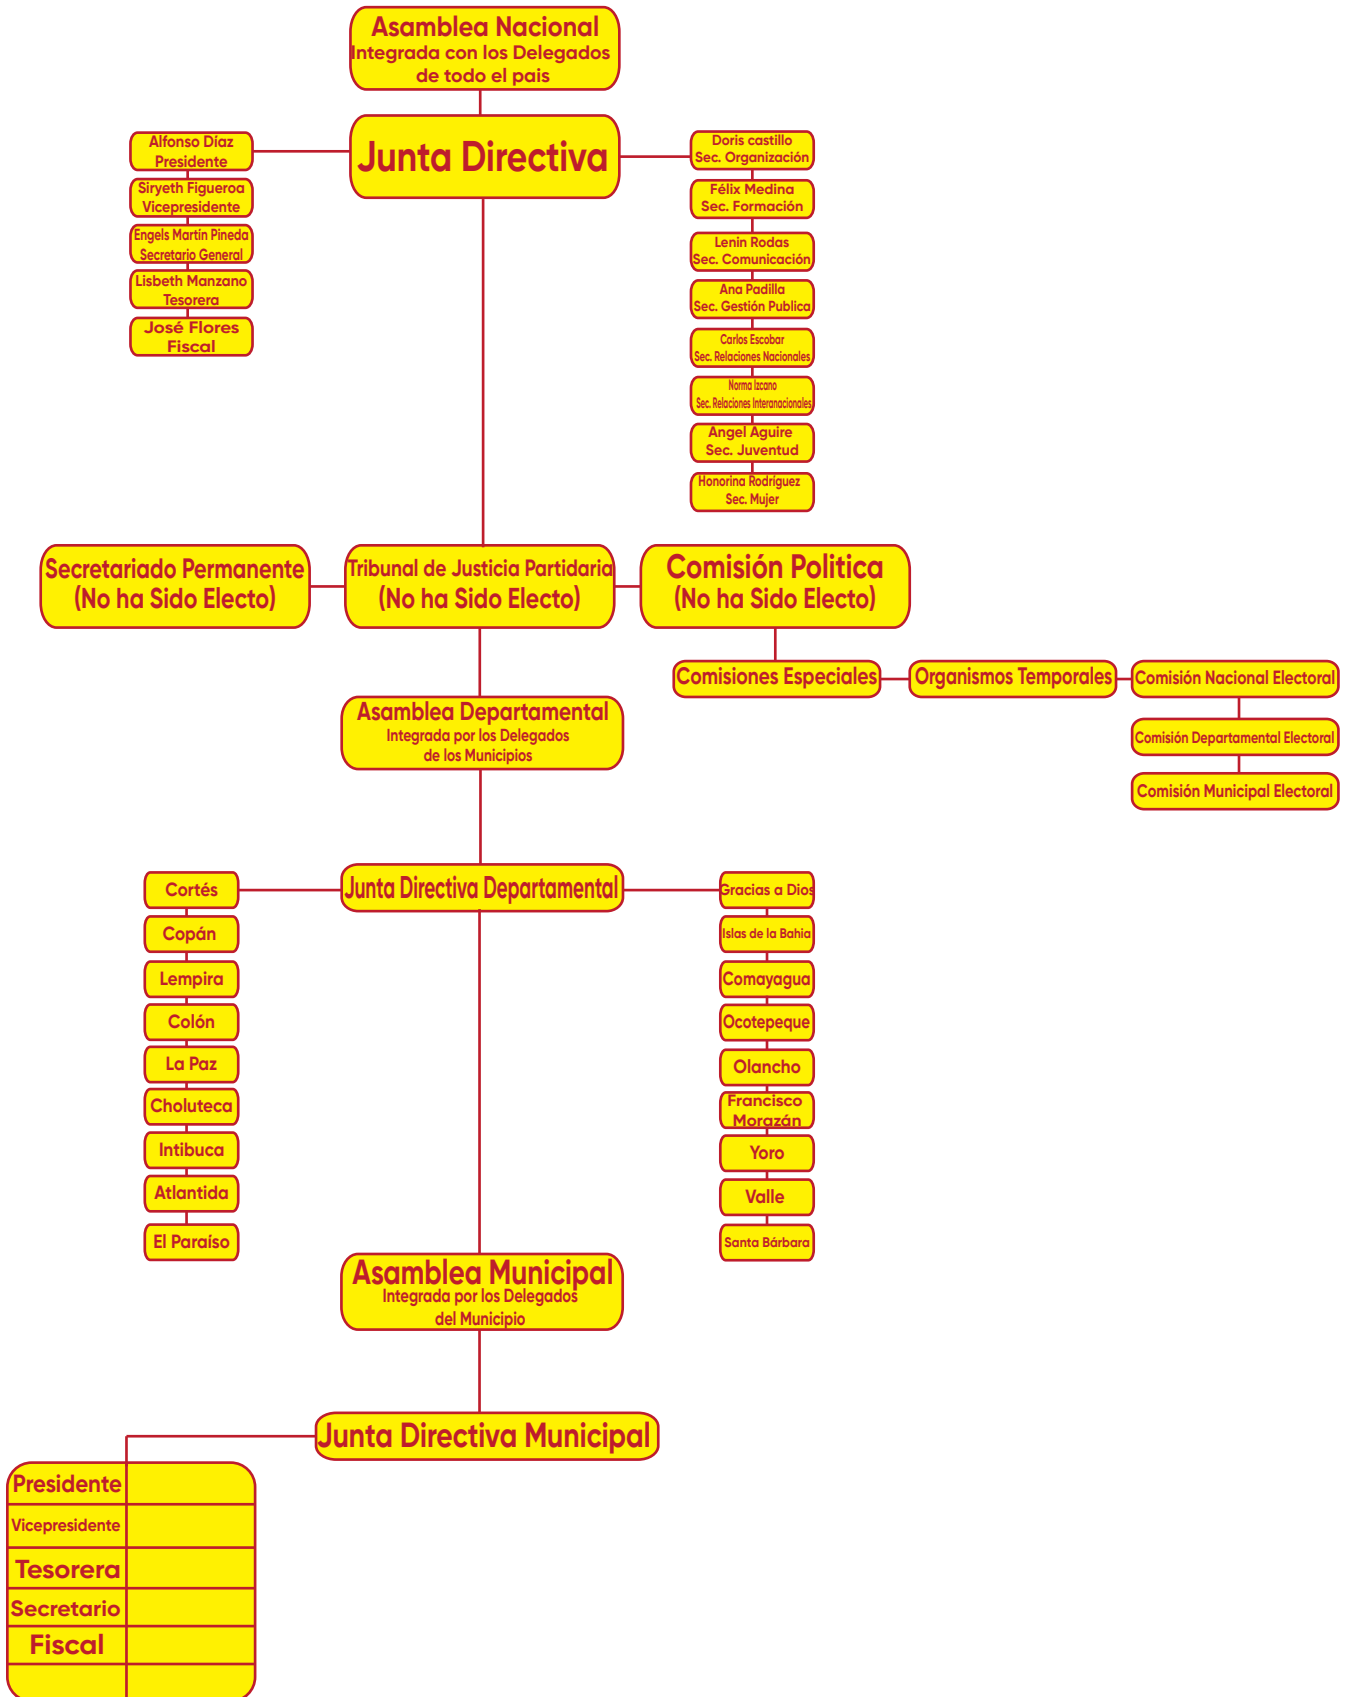 Asamblea Nacional
Integrada con los Delegados
de todo el pais
Junta Directiva
Alfonso Díaz
Presidente
Siryeth Figueroa
Vicepresidente
Engels Martín Pineda
Secretario General
Lisbeth Manzano
Tesorera
José Flores
Fiscal
Doris castillo
Sec. Organización
Félix Medina
Sec. Formación
Lenin Rodas
Sec. Comunicación
Ana Padilla
Sec. Gestión Publica
Carlos Escobar
Sec. Relaciones Nacionales
Norma Izcano
Sec. Relaciones Interanacionales
Angel Aguire
Sec. Juventud
Honorina Rodríguez
Sec. Mujer
Secretariado Permanente
(No ha Sido Electo)
Tribunal de Justicia Partidaria
(No ha Sido Electo)
Comisión Politica
(No ha Sido Electo)
Comisiones Especiales
Organismos Temporales
Comisión Nacional Electoral
Comisión Departamental Electoral
Comisión Municipal Electoral
Asamblea Departamental
Integrada por los Delegados
de los Municipios
Junta Directiva Departamental
Cortés
Copán
Lempira
Colón
La Paz
Choluteca
Intibuca
Atlantida
El Paraíso
Gracias a Dios
Islas de la Bahia
Comayagua
Ocotepeque
Olancho
Francisco
Morazán
Yoro
Valle
Santa Bárbara
Asamblea Municipal
Integrada por los Delegados
del Municipio
Junta Directiva Municipal
Presidente
Vicepresidente
Tesorera
Secretario
Fiscal